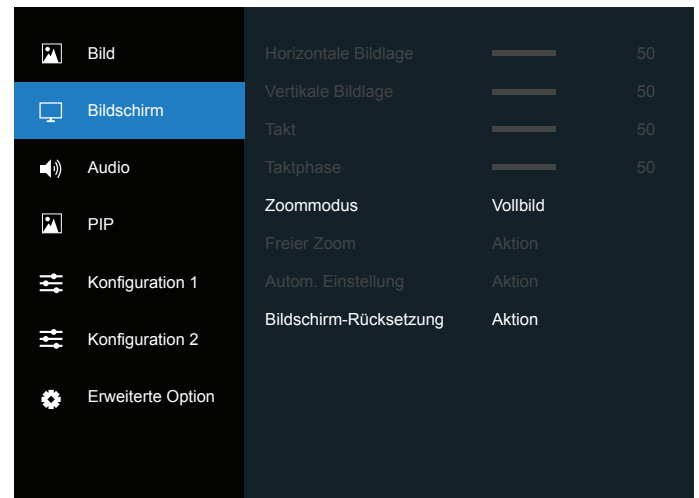 Bild
Bildschirm
Audio
PIP
Konfiguration 1
Konfiguration 2
Erweiterte Option
Horizontale Bildlage 50
Vertikale Bildlage 50
Takt 50
Taktphase 50
Zoommodus Vollbild
Freier Zoom Aktion
Autom. Einstellung Aktion
Bildschirm-Rücksetzung Aktion